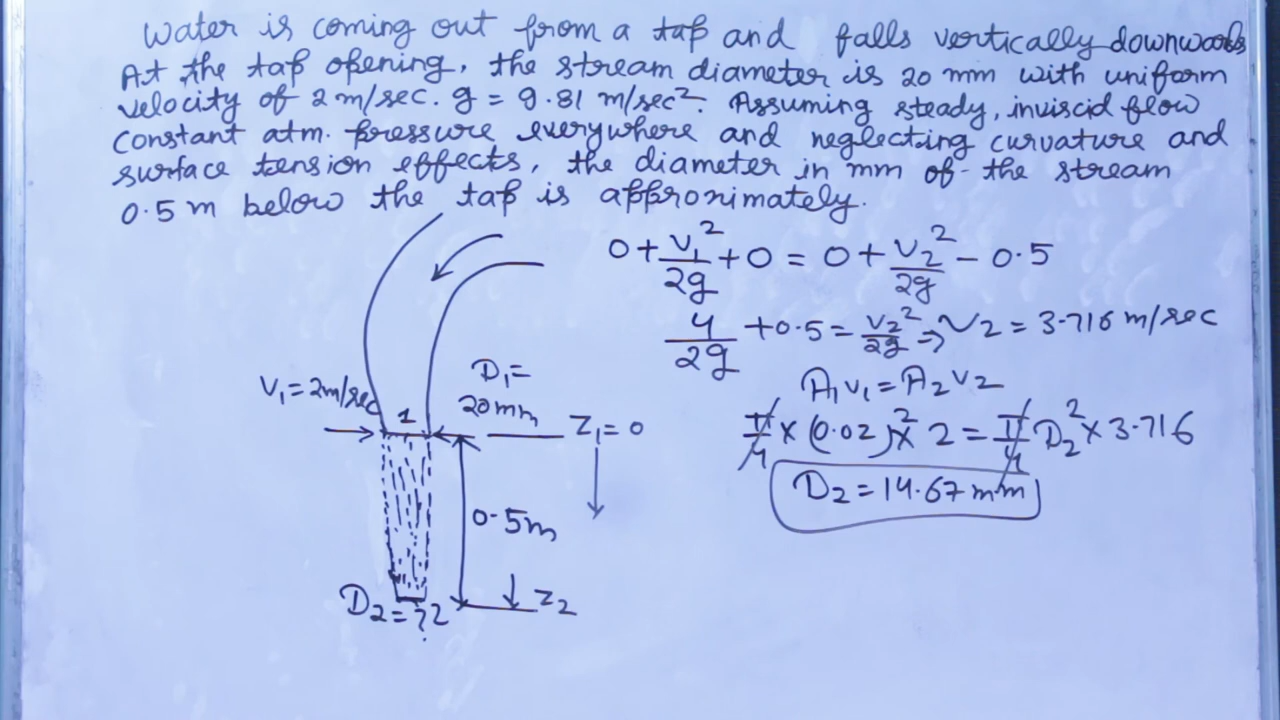 Water is coming out from a tap and falls vertically downwards
At the tap opening, the stream diameter is 20 mm with uniform
velocity of 2 m/sec. g = 9.81 m/sec². Assuming steady, inviscid flow
constant atm. pressure everywhere and neglecting curvature and
surface tension effects, the diameter in mm of the stream
0.5 m below the tap is approximately.
0 + V₁²/2g + 0 = 0 + V₂²/2g - 0.5
4/2g + 0.5 = V₂²/2g ⇒ V₂ = 3.716 m/sec
A₁V₁ = A₂V₂
π/4 × (0.02)² × 2 = π/4 D₂² × 3.716
D₂ = 14.67 mm
V₁ = 2m/sec
1
D₁ =
20mm
Z₁ = 0
0.5m
D₂ = ??
Z₂